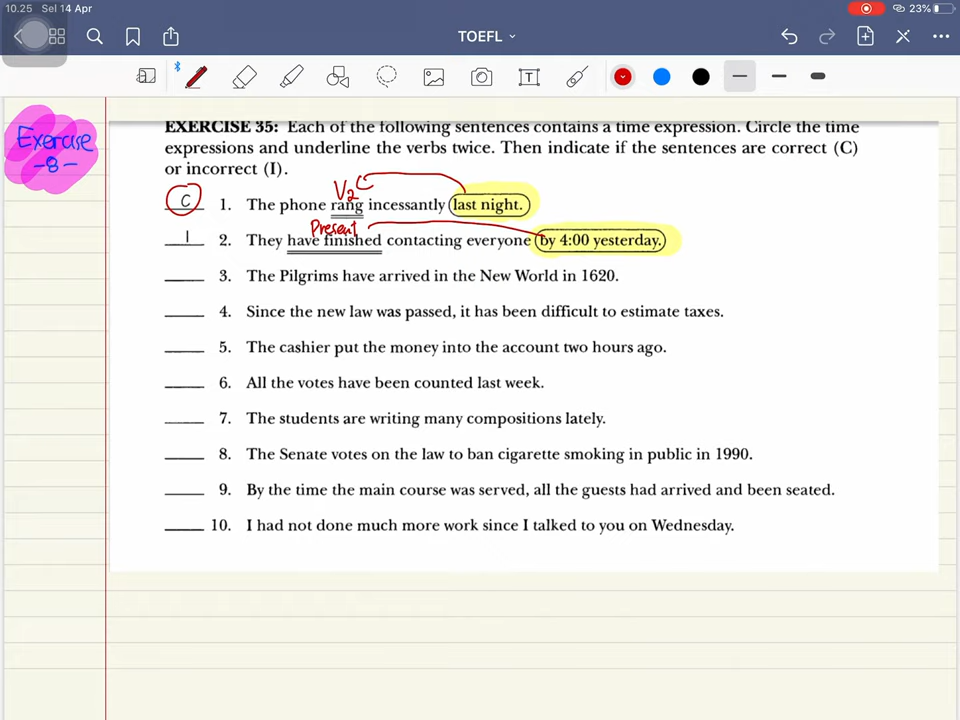 10.25 Sel 14 Apr
23%
TOEFL
T
Exercise
-8-
EXERCISE 35: Each of the following sentences contains a time expression. Circle the time
expressions and underline the verbs twice. Then indicate if the sentences are correct (C)
or incorrect (I).
V2
C 1. The phone rang incessantly last night.
Present
I 2. They have finished contacting everyone by 4:00 yesterday.
____ 3. The Pilgrims have arrived in the New World in 1620.
____ 4. Since the new law was passed, it has been difficult to estimate taxes.
____ 5. The cashier put the money into the account two hours ago.
____ 6. All the votes have been counted last week.
____ 7. The students are writing many compositions lately.
____ 8. The Senate votes on the law to ban cigarette smoking in public in 1990.
____ 9. By the time the main course was served, all the guests had arrived and been seated.
____ 10. I had not done much more work since I talked to you on Wednesday.